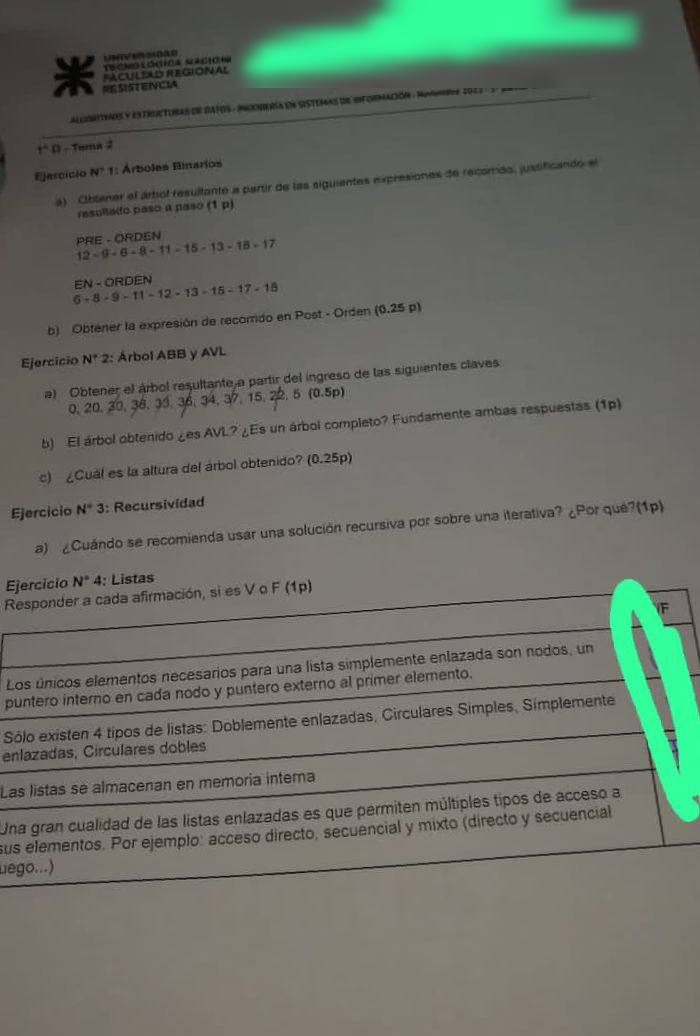 UNIVERSIDAD
TECNOLÓGICA NACIONAL
FACULTAD REGIONAL
RESISTENCIA
ALGORITMOS Y ESTRUCTURAS DE DATOS - INGENIERÍA EN SISTEMAS DE INFORMACIÓN - Noviembre
1° D - Tema 2
Ejercicio N° 1: Árboles Binarios
a) Obtener el árbol resultante a partir de las siguientes expresiones de recorrido, justificando el
resultado paso a paso (1 p)
PRE - ORDEN
12 - 9 - 6 - 8 - 11 - 15 - 13 - 18 - 17
EN - ORDEN
6 - 8 - 9 - 11 - 12 - 13 - 15 - 17 - 18
b) Obtener la expresión de recorrido en Post - Orden (0.25 p)
Ejercicio N° 2: Árbol ABB y AVL
a) Obtener el árbol resultante a partir del ingreso de las siguientes claves:
0, 20, 30, 38, 33, 36, 34, 37, 15, 22, 5 (0.5p)
b) El árbol obtenido ¿es AVL? ¿Es un árbol completo? Fundamente ambas respuestas (1p)
c) ¿Cuál es la altura del árbol obtenido? (0.25p)
Ejercicio N° 3: Recursividad
a) ¿Cuándo se recomienda usar una solución recursiva por sobre una iterativa? ¿Por qué?(1p)
Ejercicio N° 4: Listas
Responder a cada afirmación, si es V o F (1p)
/F
Los únicos elementos necesarios para una lista simplemente enlazada son nodos, un
puntero interno en cada nodo y puntero externo al primer elemento.
Sólo existen 4 tipos de listas: Doblemente enlazadas, Circulares Simples, Simplemente
enlazadas, Circulares dobles
Las listas se almacenan en memoria interna
Una gran cualidad de las listas enlazadas es que permiten múltiples tipos de acceso a
sus elementos. Por ejemplo: acceso directo, secuencial y mixto (directo y secuencial
uego...)